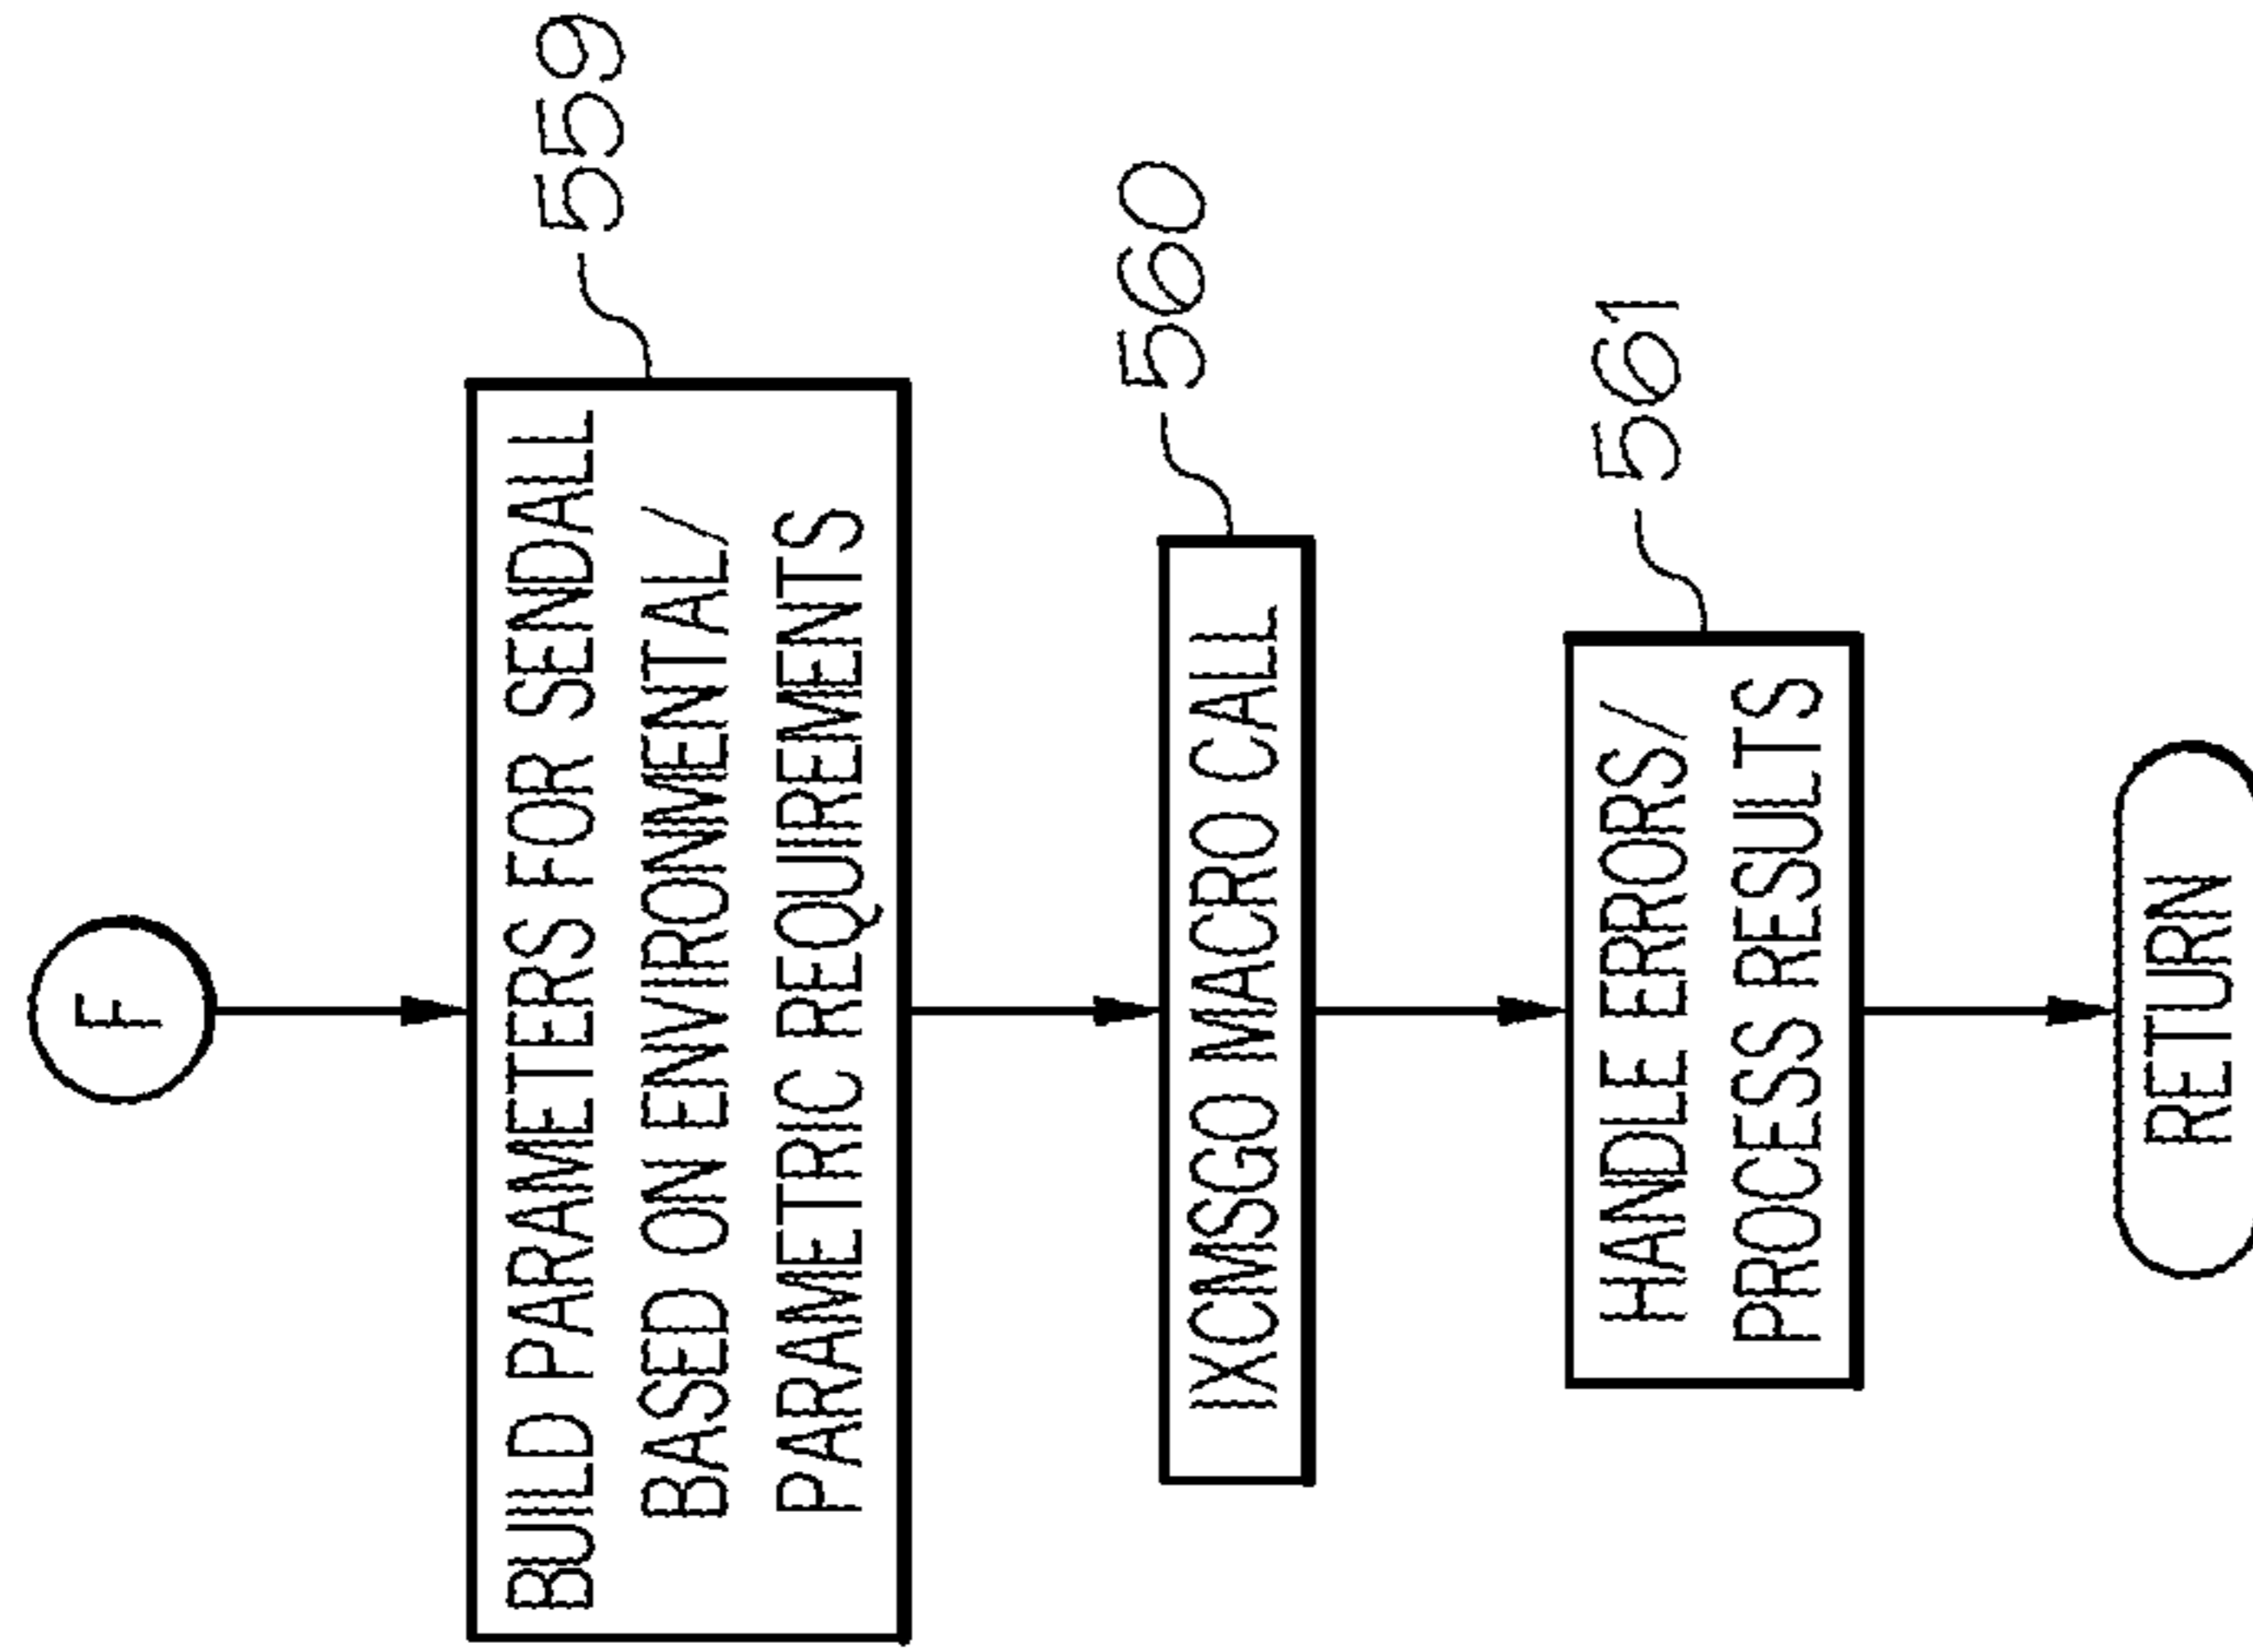 F
559
BUILD PARAMETERS FOR SENDALL
BASED ON ENVIRONMENTAL/
PARAMETRIC REQUIREMENTS
560
IXCMSGO MACRO CALL
561
HANDLE ERRORS/
PROCESS RESULTS
RETURN